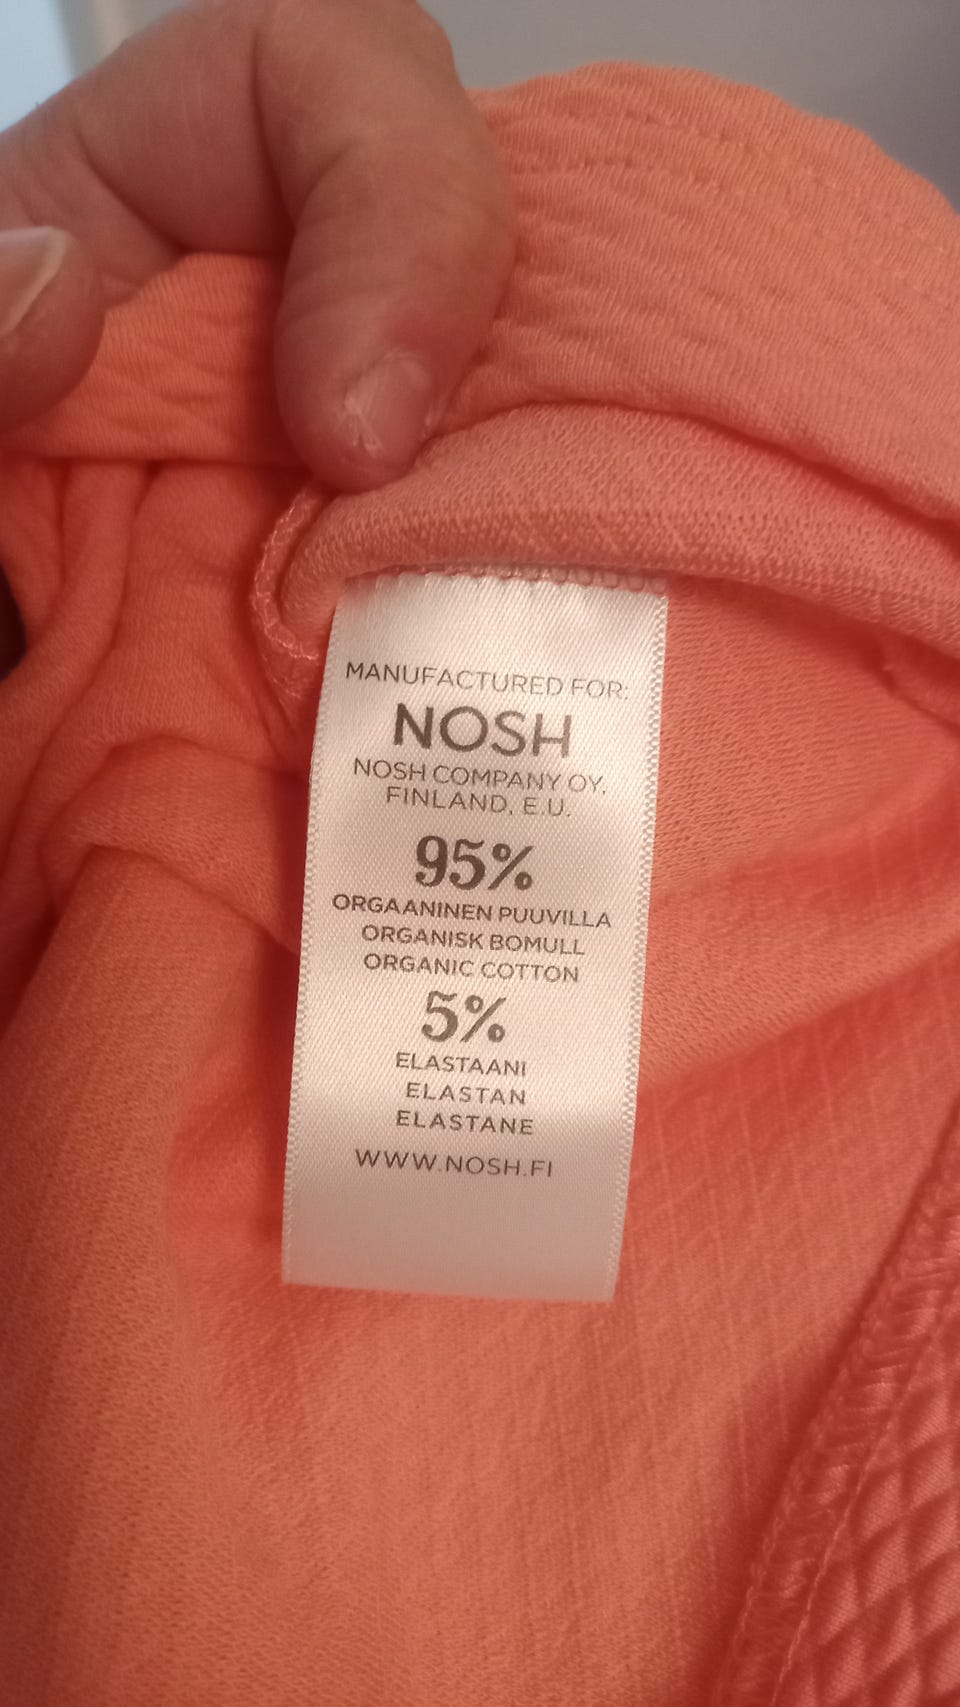 MANUFACTURED FOR:
NOSH
NOSH COMPANY OY,
FINLAND, E.U.
95%
ORGAANINEN PUUVILLA
ORGANISK BOMULL
ORGANIC COTTON
5%
ELASTAANI
ELASTAN
ELASTANE
WWW.NOSH.FI